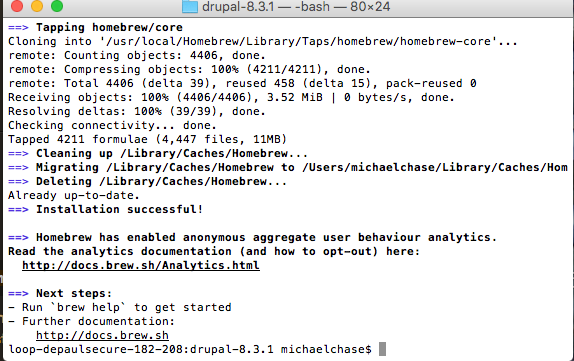 drupal-8.3.1 — -bash — 80×24
==> Tapping homebrew/core
Cloning into '/usr/local/Homebrew/Library/Taps/homebrew/homebrew-core'...
remote: Counting objects: 4406, done.
remote: Compressing objects: 100% (4211/4211), done.
remote: Total 4406 (delta 39), reused 458 (delta 15), pack-reused 0
Receiving objects: 100% (4406/4406), 3.52 MiB | 0 bytes/s, done.
Resolving deltas: 100% (39/39), done.
Checking connectivity... done.
Tapped 4211 formulae (4,447 files, 11MB)
==> Cleaning up /Library/Caches/Homebrew...
==> Migrating /Library/Caches/Homebrew to /Users/michaelchase/Library/Caches/Hom
==> Deleting /Library/Caches/Homebrew...
Already up-to-date.
==> Installation successful!
==> Homebrew has enabled anonymous aggregate user behaviour analytics.
Read the analytics documentation (and how to opt-out) here:
http://docs.brew.sh/Analytics.html
==> Next steps:
- Run `brew help` to get started
- Further documentation:
http://docs.brew.sh
loop-depaulsecure-182-208:drupal-8.3.1 michaelchase$